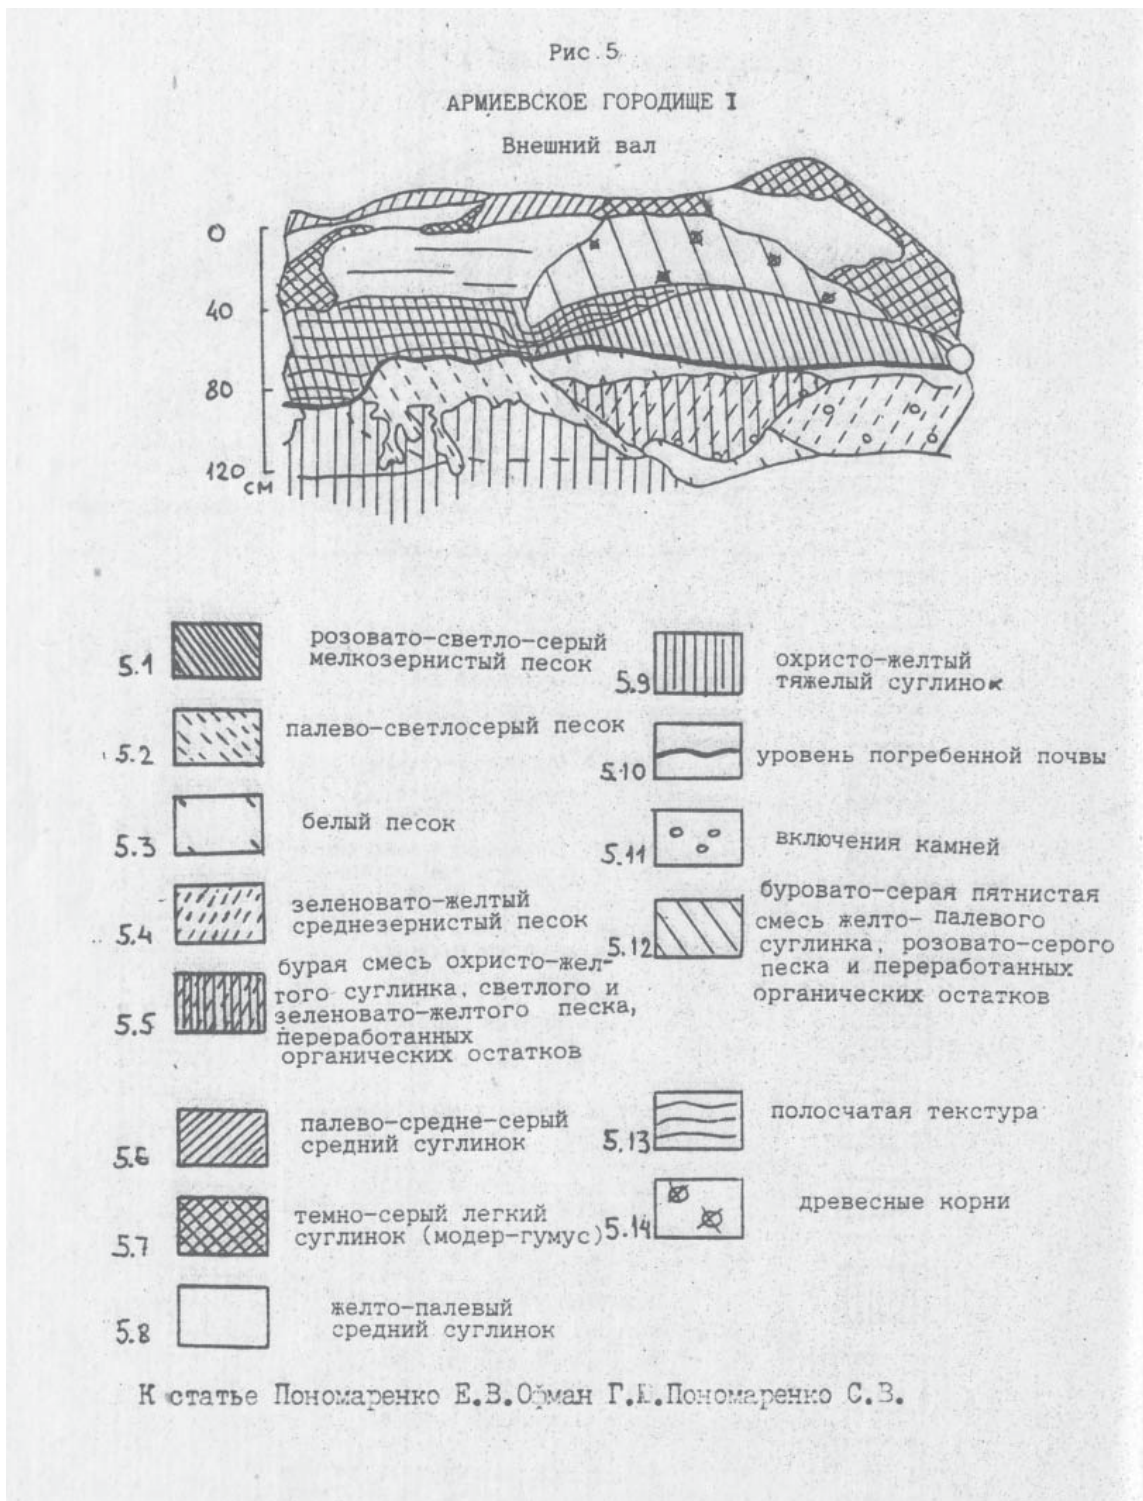 Рис.5
АРМИЕВСКОЕ ГОРОДИЩЕ I
Внешний вал
0
40
80
120
см
5.1
розовато-светло-серый
мелкозернистый песок
5.2
палево-светлосерый песок
5.3
белый песок
5.4
зеленовато-желтый
среднезернистый песок
5.5
бурая смесь охристо-жел-
того суглинка, светлого и
зеленовато-желтого песка,
переработанных
органических остатков
5.6
палево-средне-серый
средний суглинок
5.7
темно-серый легкий
суглинок (модер-гумус)
5.8
желто-палевый
средний суглинок
5.9
охристо-желтый
тяжелый суглинок
5.10
уровень погребенной почвы
5.11
включения камней
5.12
буровато-серая пятнистая
смесь желто-палевого
суглинка, розовато-серого
песка и переработанных
органических остатков
5.13
полосчатая текстура
5.14
древесные корни
К статье Пономаренко Е.В. Офман Г. Пономаренко С.В.